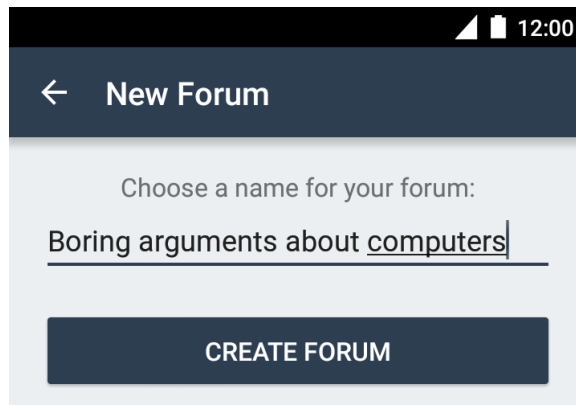 12:00
New Forum
Choose a name for your forum:
Boring arguments about computers
CREATE FORUM